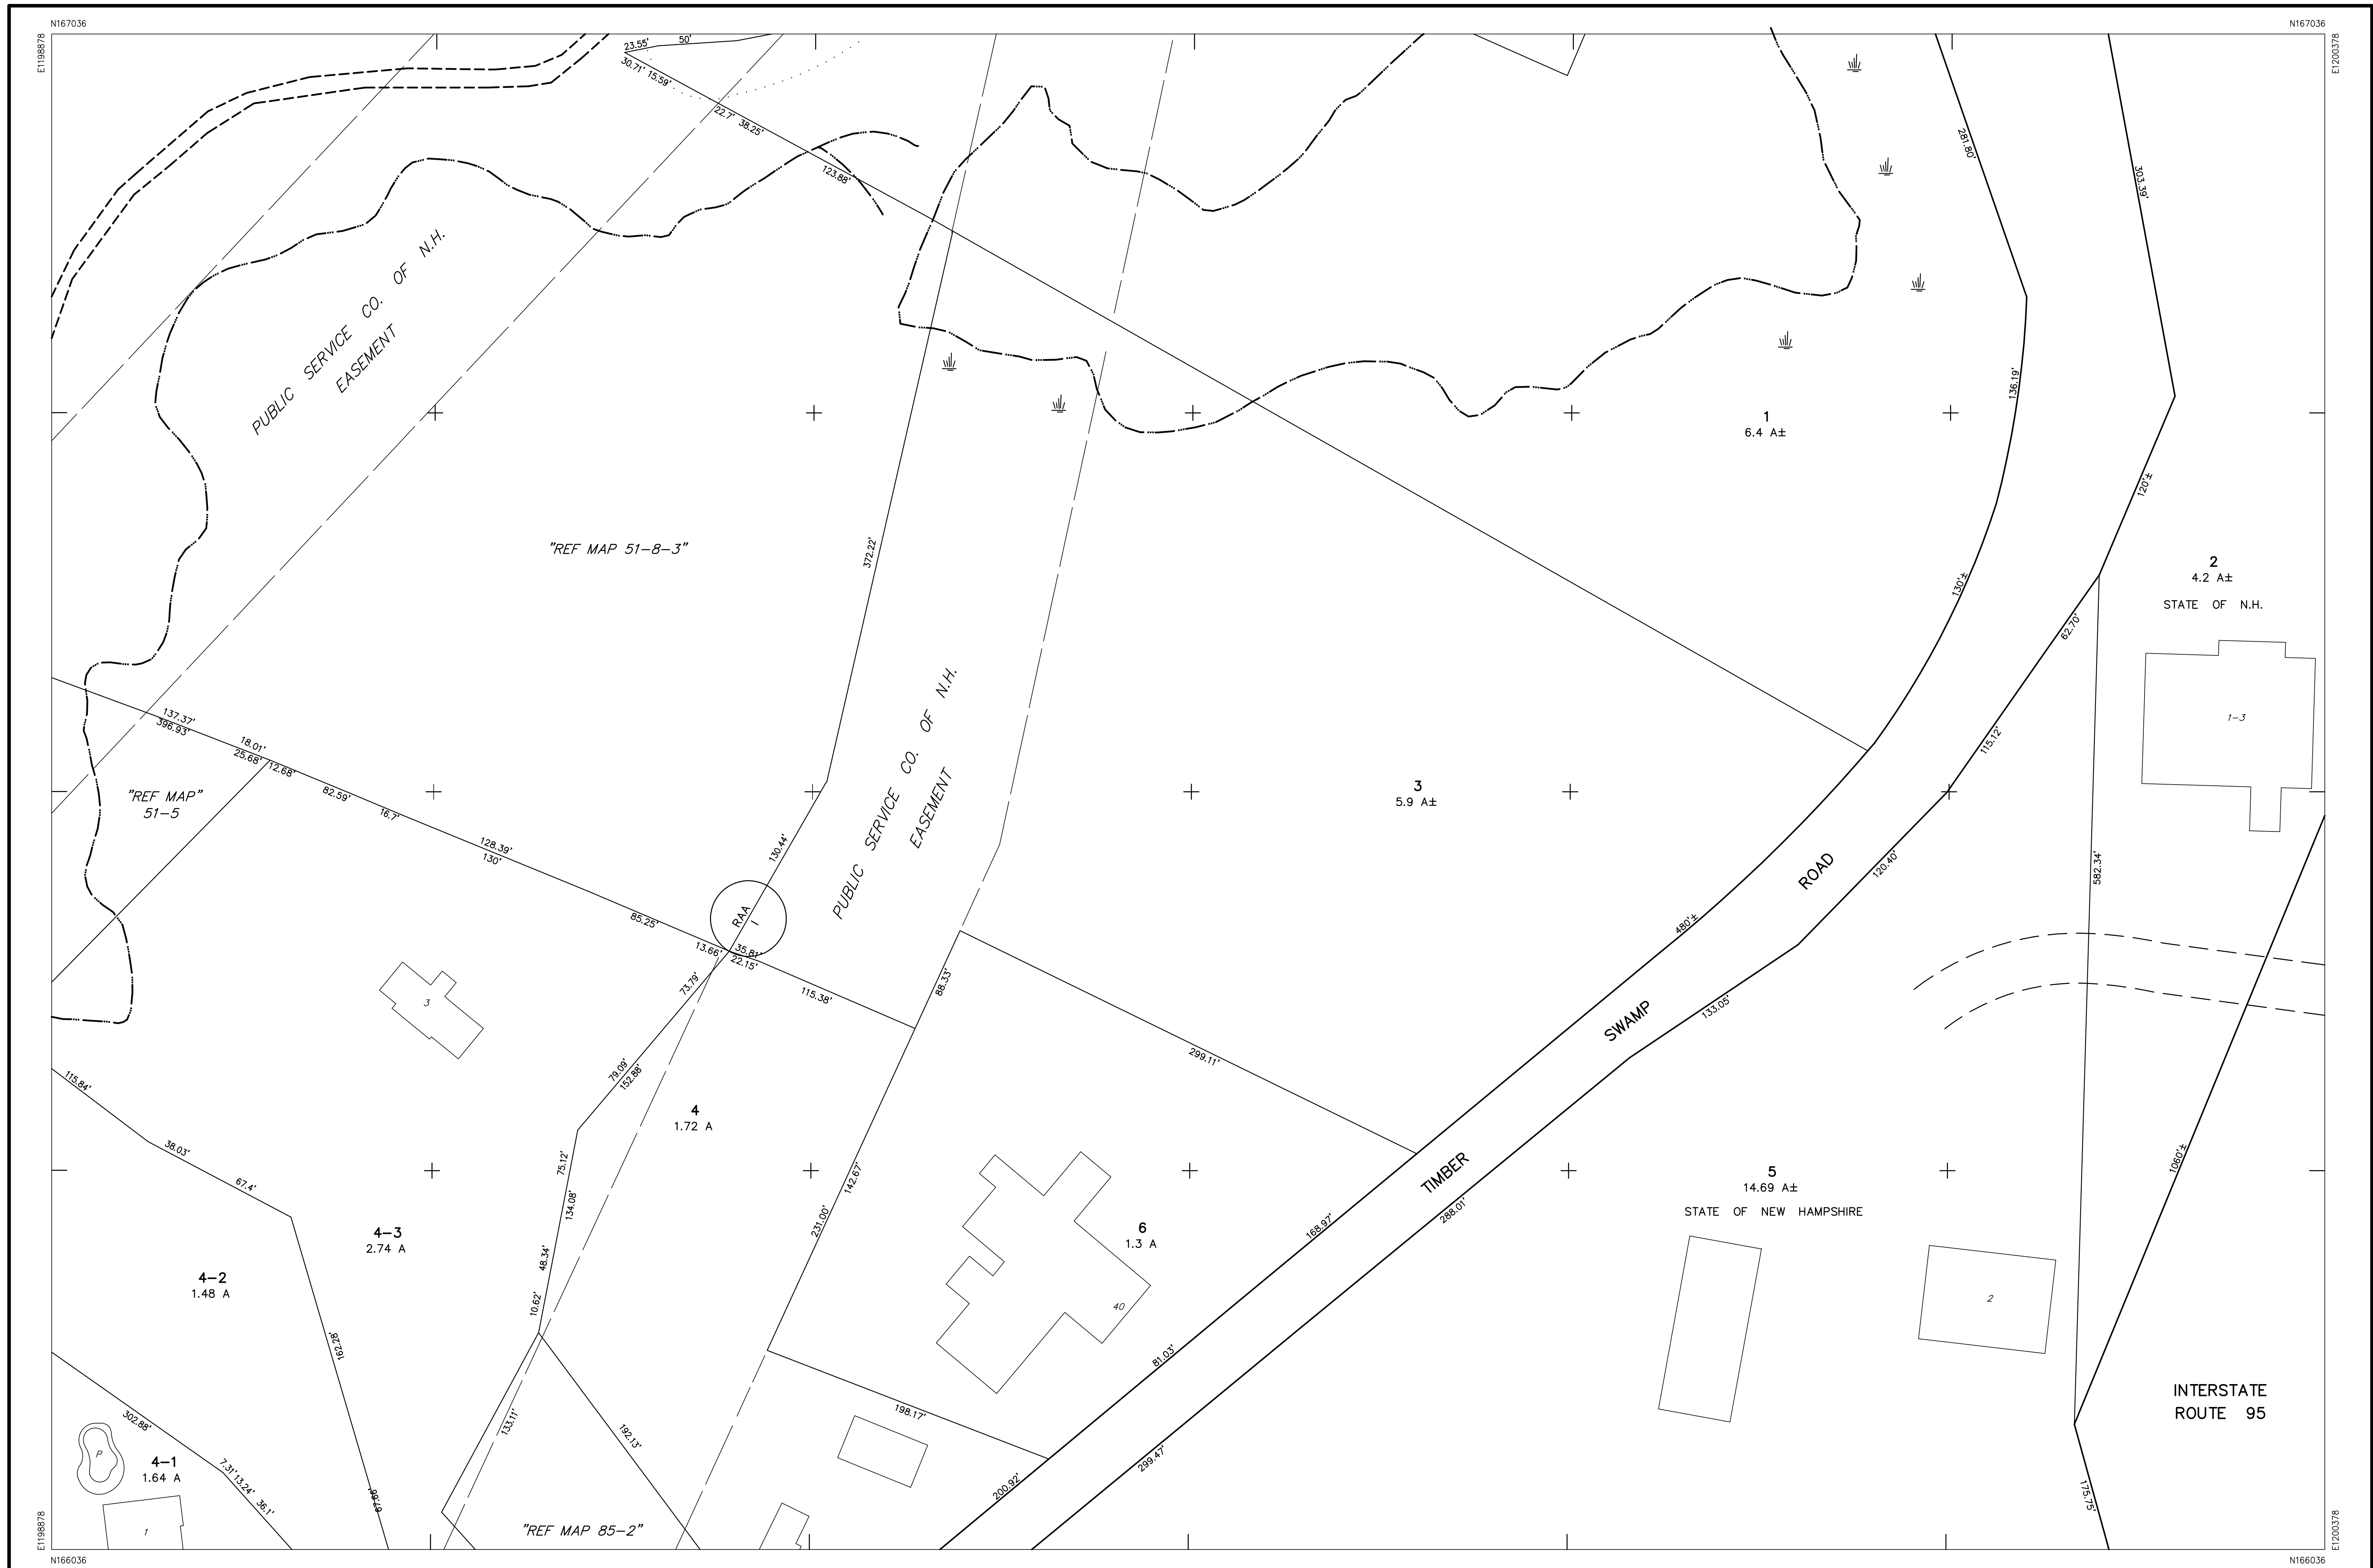 N167036
N167036
E1198878
E1200378
23.55'
50'
30.71'
15.59'
22.7'
38.25'
123.88'
281.80'
303.39'
PUBLIC SERVICE CO. OF N.H.
EASEMENT
136.19'
1
6.4 A±
120'±
"REF MAP 51-8-3"
372.22'
130'±
2
4.2 A±
STATE OF N.H.
62.70'
1-3
137.37'
396.93'
18.01'
25.68'
12.68'
115.12'
"REF MAP"
51-5
82.59'
16.7'
3
5.9 A±
PUBLIC SERVICE CO. OF N.H.
EASEMENT
128.39'
130'
130.44'
ROAD
120.40'
582.34'
85.25'
RAA
1
480'±
13.66'
35.81'
22.15'
73.79'
115.38'
88.33'
3
SWAMP
133.05'
299.11'
115.84'
79.09'
152.88'
4
1.72 A
38.03'
75.12'
67.4'
142.67'
TIMBER
1060'±
5
14.69 A±
STATE OF NEW HAMPSHIRE
134.08'
231.00'
6
1.3 A
168.97'
288.01'
4-3
2.74 A
48.34'
4-2
1.48 A
10.62'
40
2
162.28'
81.03'
INTERSTATE
ROUTE 95
302.88'
133.11'
192.13'
198.17'
299.47'
P
4-1
1.64 A
7.31'
13.24'
36.1'
67.66'
200.92'
175.75'
1
"REF MAP 85-2"
E1198878
E1200378
N166036
N166036